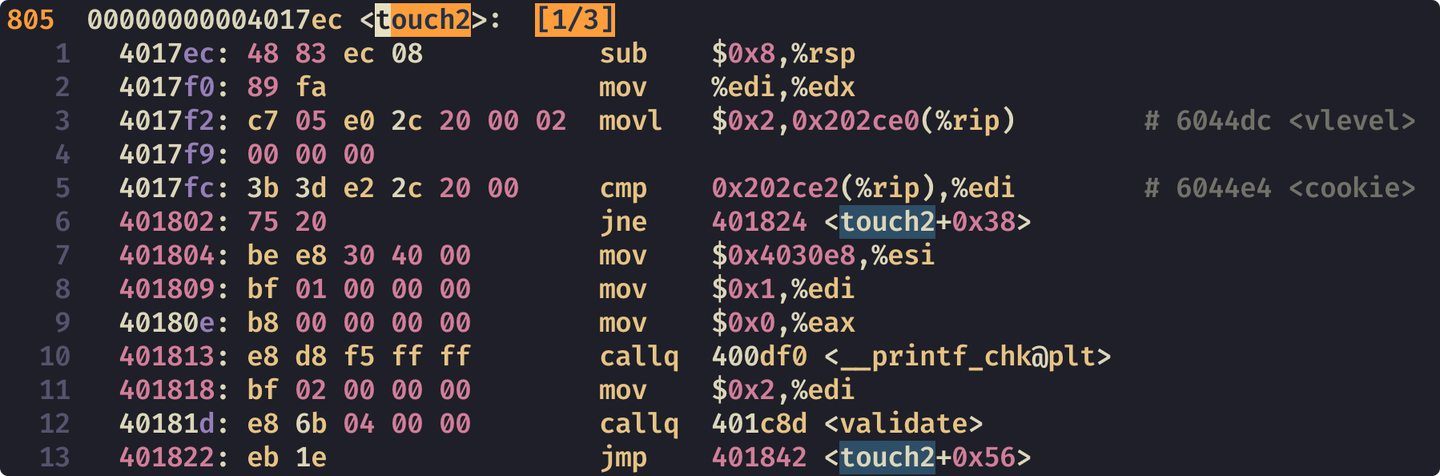 805 00000000004017ec <touch2>: [1/3]
1 4017ec: 48 83 ec 08 sub $0x8,%rsp
2 4017f0: 89 fa mov %edi,%edx
3 4017f2: c7 05 e0 2c 20 00 02 movl $0x2,0x202ce0(%rip) # 6044dc <vlevel>
4 4017f9: 00 00 00
5 4017fc: 3b 3d e2 2c 20 00 cmp 0x202ce2(%rip),%edi # 6044e4 <cookie>
6 401802: 75 20 jne 401824 <touch2+0x38>
7 401804: be e8 30 40 00 mov $0x4030e8,%esi
8 401809: bf 01 00 00 00 mov $0x1,%edi
9 40180e: b8 00 00 00 00 mov $0x0,%eax
10 401813: e8 d8 f5 ff ff callq 400df0 <__printf_chk@plt>
11 401818: bf 02 00 00 00 mov $0x2,%edi
12 40181d: e8 6b 04 00 00 callq 401c8d <validate>
13 401822: eb 1e jmp 401842 <touch2+0x56>